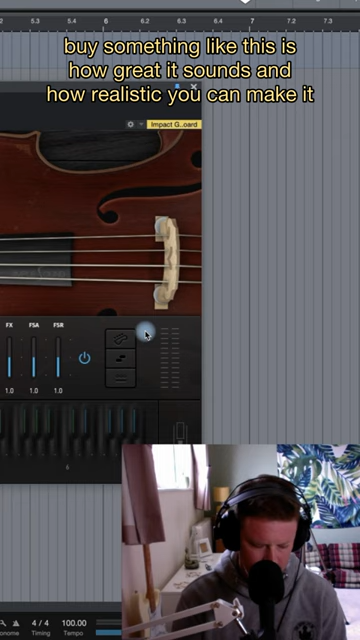 5.3 5.4 6 6.2 6.3 6.4 7 7.2 7.3
buy something like this is
how great it sounds and
how realistic you can make it
Impact G..oard
FX FSA FSR
1.0 1.0 1.0
6
4 / 4 100.00
onome Timing Tempo